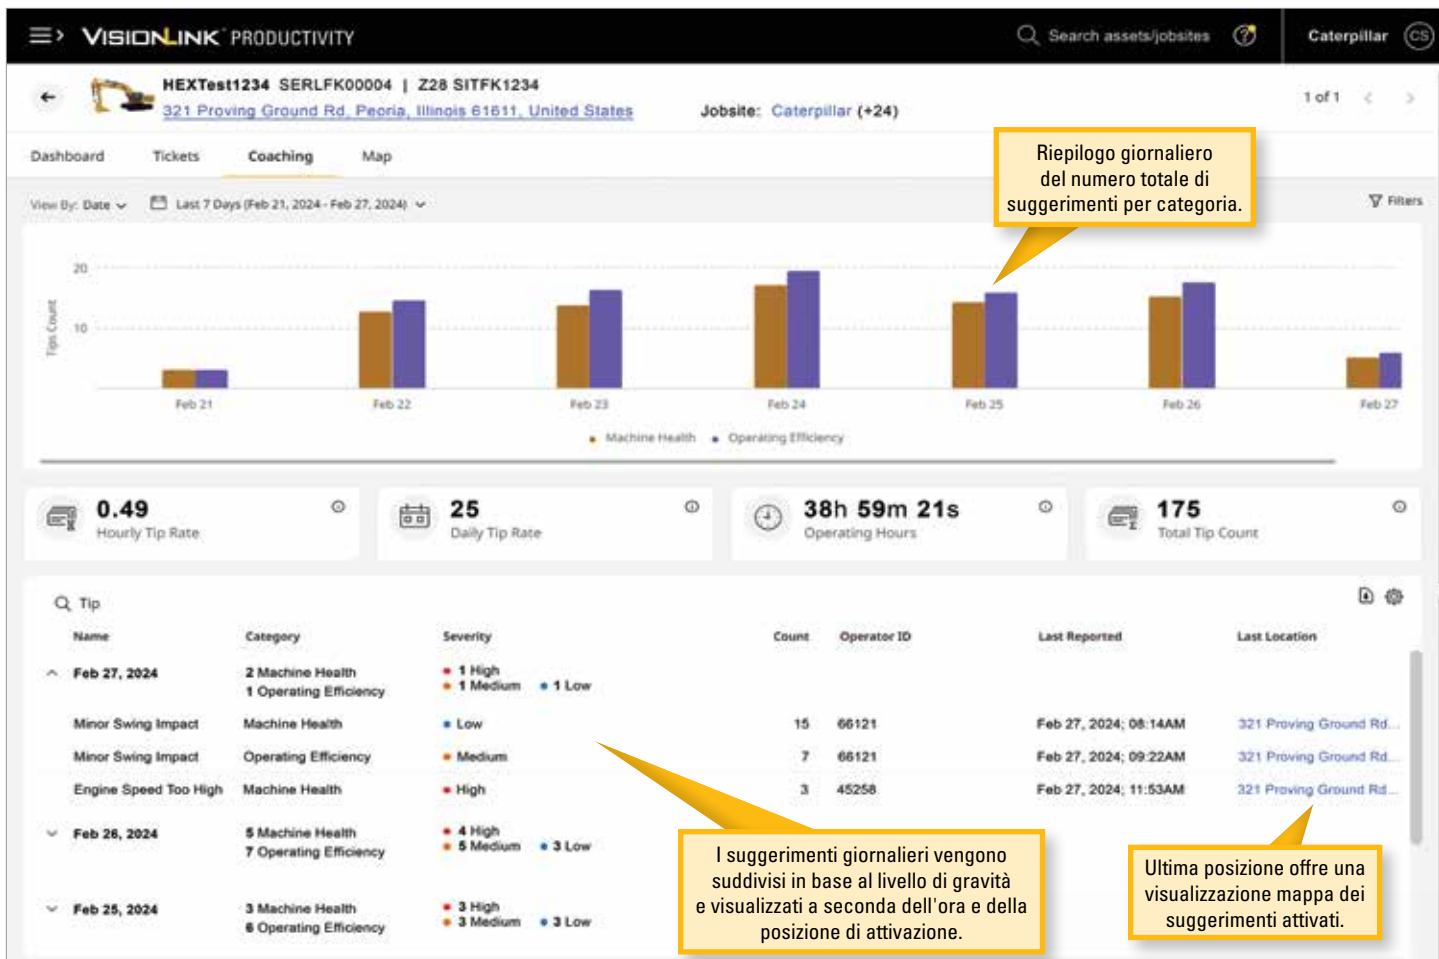 VISIONLINK PRODUCTIVITY
Search assets/jobsites
Caterpillar CS
HEXTest1234 SERLFK00004 | Z28 SITFK1234
321 Proving Ground Rd, Peoria, Illinois 61611, United States
Jobsite: Caterpillar (+24)
1 of 1
Dashboard Tickets Coaching Map
Riepilogo giornaliero
del numero totale di
suggerimenti per categoria.
View By: Date Last 7 Days (Feb 21, 2024 - Feb 27, 2024)
Filters
Tips Count
20
10
Feb 21 Feb 22 Feb 23 Feb 24 Feb 25 Feb 26 Feb 27
Machine Health Operating Efficiency
0.49
Hourly Tip Rate
25
Daily Tip Rate
38h 59m 21s
Operating Hours
175
Total Tip Count
Tip
Name Category Severity Count Operator ID Last Reported Last Location
Feb 27, 2024 2 Machine Health 1 High
1 Operating Efficiency 1 Medium 1 Low
Minor Swing Impact Machine Health Low 15 66121 Feb 27, 2024; 08:14AM 321 Proving Ground Rd...
Minor Swing Impact Operating Efficiency Medium 7 66121 Feb 27, 2024; 09:22AM 321 Proving Ground Rd...
Engine Speed Too High Machine Health High 3 45258 Feb 27, 2024; 11:53AM 321 Proving Ground Rd...
Feb 26, 2024 5 Machine Health 4 High
7 Operating Efficiency 5 Medium 3 Low
Feb 25, 2024 3 Machine Health 3 High
6 Operating Efficiency 3 Medium 3 Low
I suggerimenti giornalieri vengono
suddivisi in base al livello di gravità
e visualizzati a seconda dell'ora e della
posizione di attivazione.
Ultima posizione offre una
visualizzazione mappa dei
suggerimenti attivati.